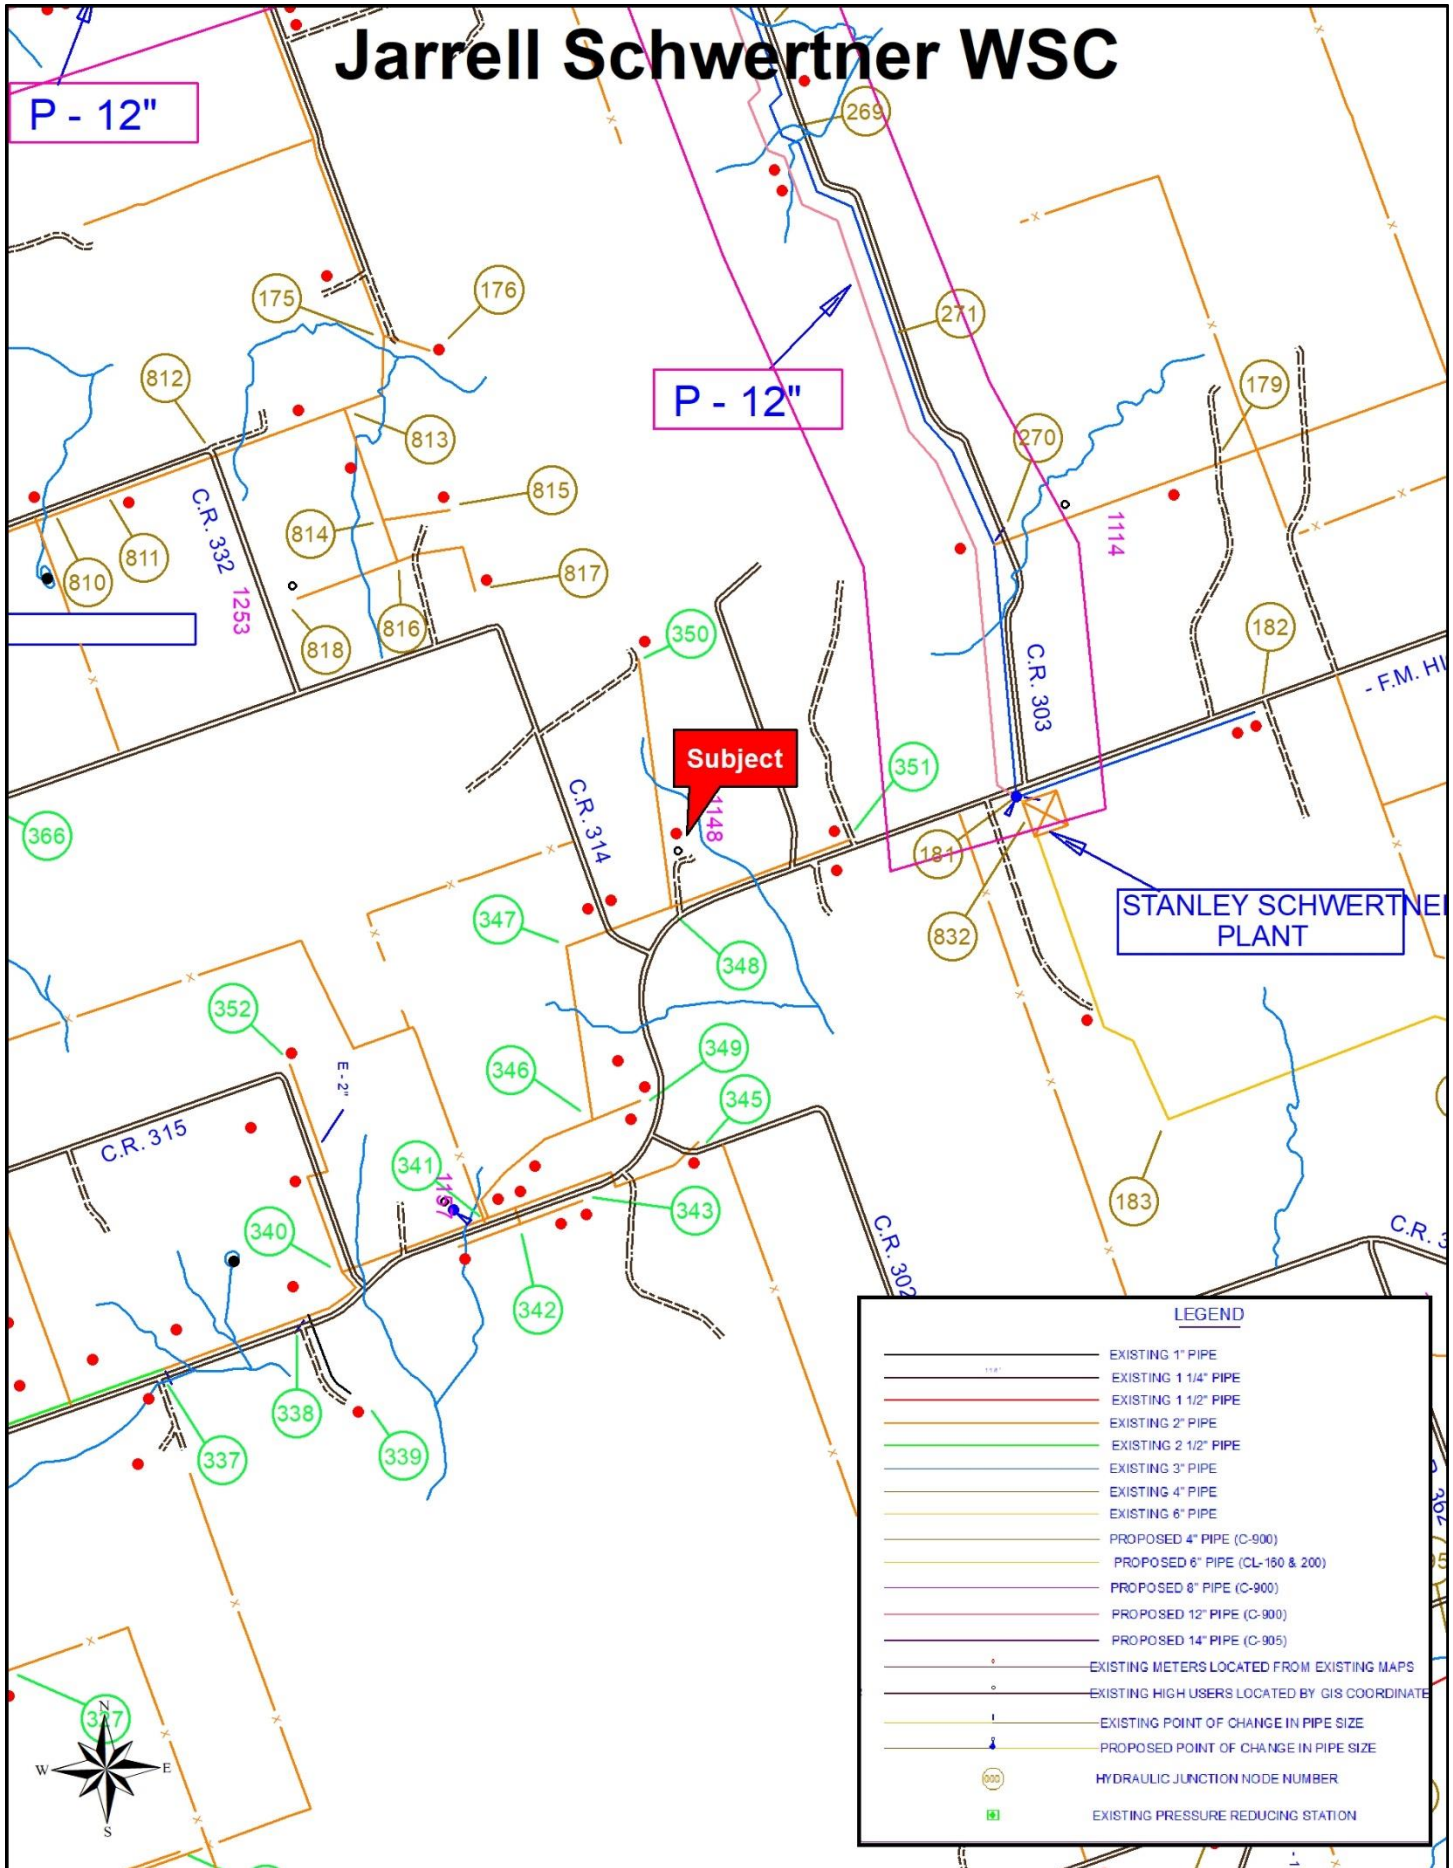 Jarrell Schwertner WSC
P - 12"
269
175
176
271
812
P - 12"
179
813
270
C.R. 332
815
814
1114
811
810
817
1253
816
818
350
182
C.R. 303
- F.M. HI
Subject
351
C.R. 314
1148
366
181
347
STANLEY SCHWERTNE
PLANT
832
348
352
349
346
E - 2"
345
C.R. 315
341
183
343
340
C.R. 302
C.R. 3
342
338
339
337
327
N
W
E
S
LEGEND
EXISTING 1" PIPE
EXISTING 1 1/4" PIPE
EXISTING 1 1/2" PIPE
EXISTING 2" PIPE
EXISTING 2 1/2" PIPE
EXISTING 3" PIPE
EXISTING 4" PIPE
EXISTING 6" PIPE
PROPOSED 4" PIPE (C-900)
PROPOSED 6" PIPE (CL-160 & 200)
PROPOSED 8" PIPE (C-900)
PROPOSED 12" PIPE (C-900)
PROPOSED 14" PIPE (C-905)
EXISTING METERS LOCATED FROM EXISTING MAPS
EXISTING HIGH USERS LOCATED BY GIS COORDINATE
EXISTING POINT OF CHANGE IN PIPE SIZE
PROPOSED POINT OF CHANGE IN PIPE SIZE
000
HYDRAULIC JUNCTION NODE NUMBER
EXISTING PRESSURE REDUCING STATION
362